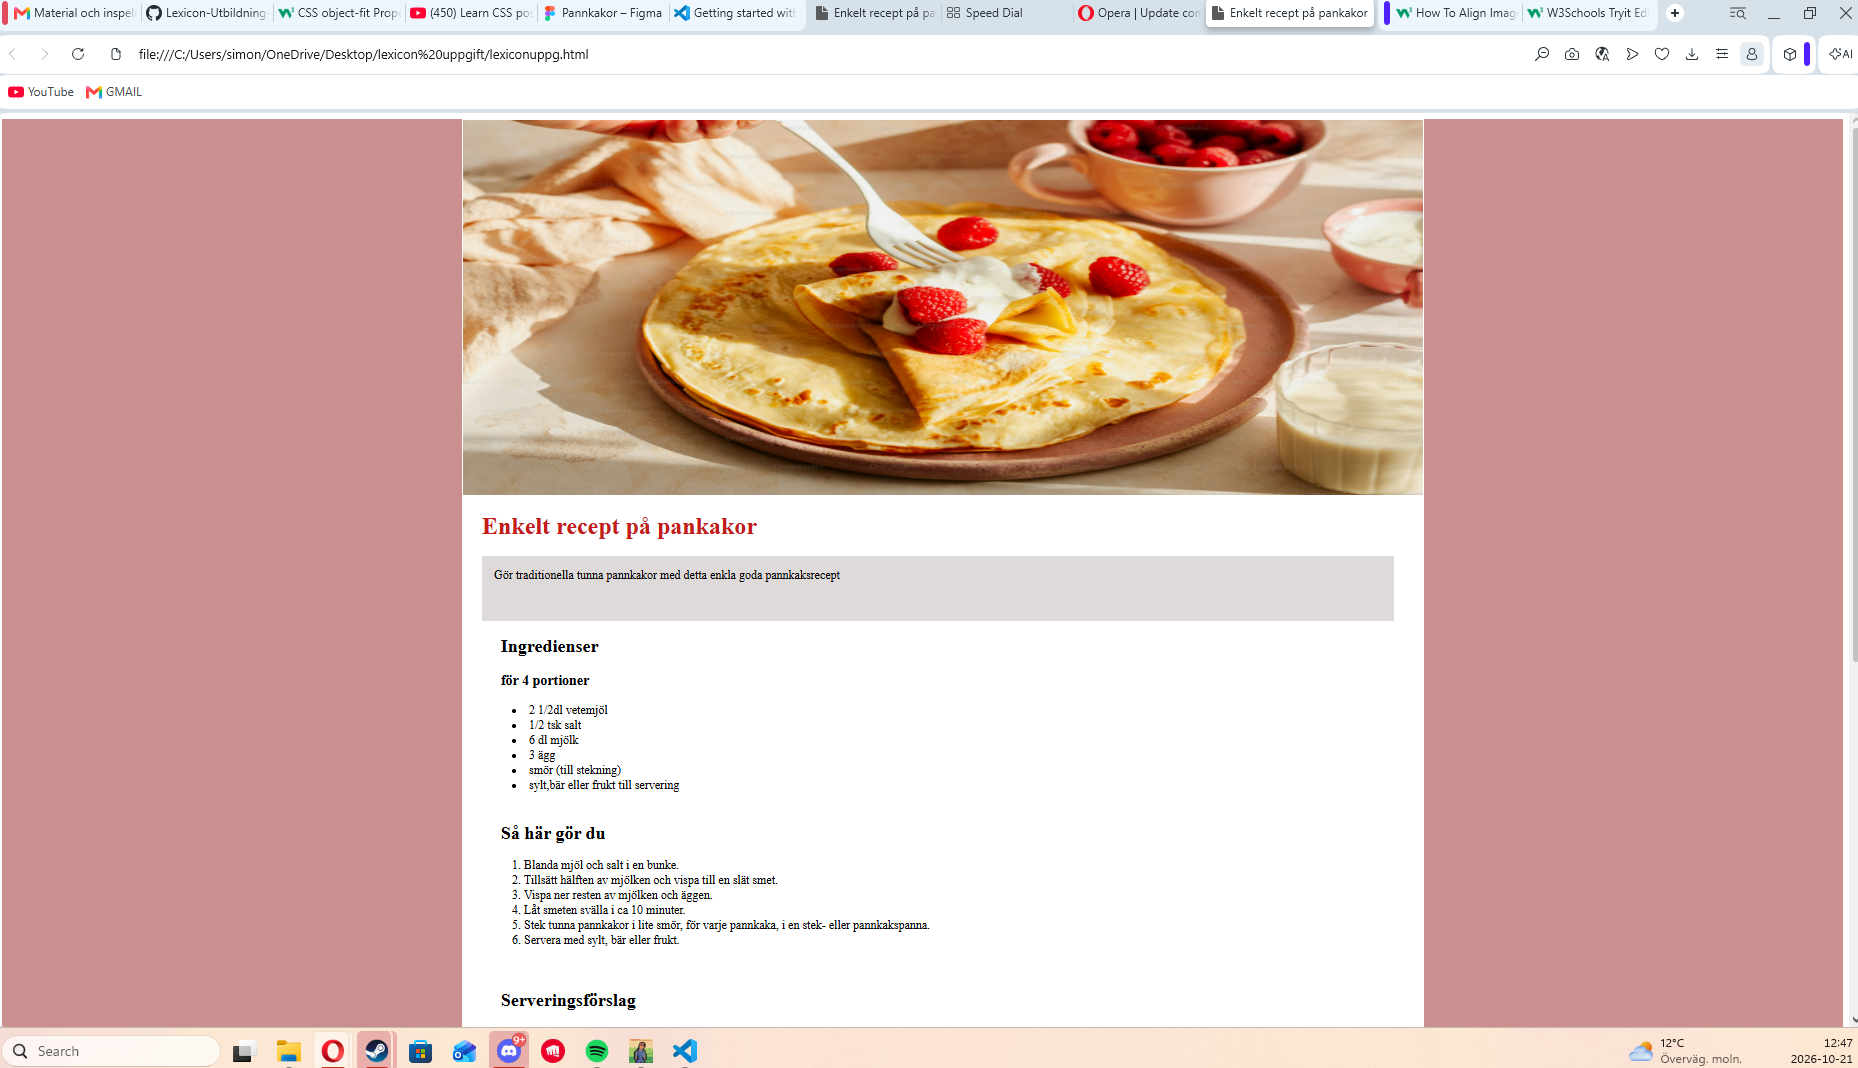 Material och inspel
Lexicon-Utbildning
CSS object-fit Prope
(450) Learn CSS pos
Pannkakor – Figma
Getting started with
Enkelt recept på pa
Speed Dial
Opera | Update con
Enkelt recept på pankakor
How To Align Imag
W3Schools Tryit Edi
file:///C:/Users/simon/OneDrive/Desktop/lexicon%20uppgift/lexiconuppg.html
AI
YouTube
GMAIL
Enkelt recept på pankakor
Gör traditionella tunna pannkakor med detta enkla goda pannkaksrecept
Ingredienser
för 4 portioner
2 1/2dl vetemjöl
1/2 tsk salt
6 dl mjölk
3 ägg
smör (till stekning)
sylt,bär eller frukt till servering
Så här gör du
1. Blanda mjöl och salt i en bunke.
2. Tillsätt hälften av mjölken och vispa till en slät smet.
3. Vispa ner resten av mjölken och äggen.
4. Låt smeten svälla i ca 10 minuter.
5. Stek tunna pannkakor i lite smör, för varje pannkaka, i en stek- eller pannkakspanna.
6. Servera med sylt, bär eller frukt.
Serveringsförslag
Search
9+
12°C
Överväg. moln.
12:47
2026-10-21